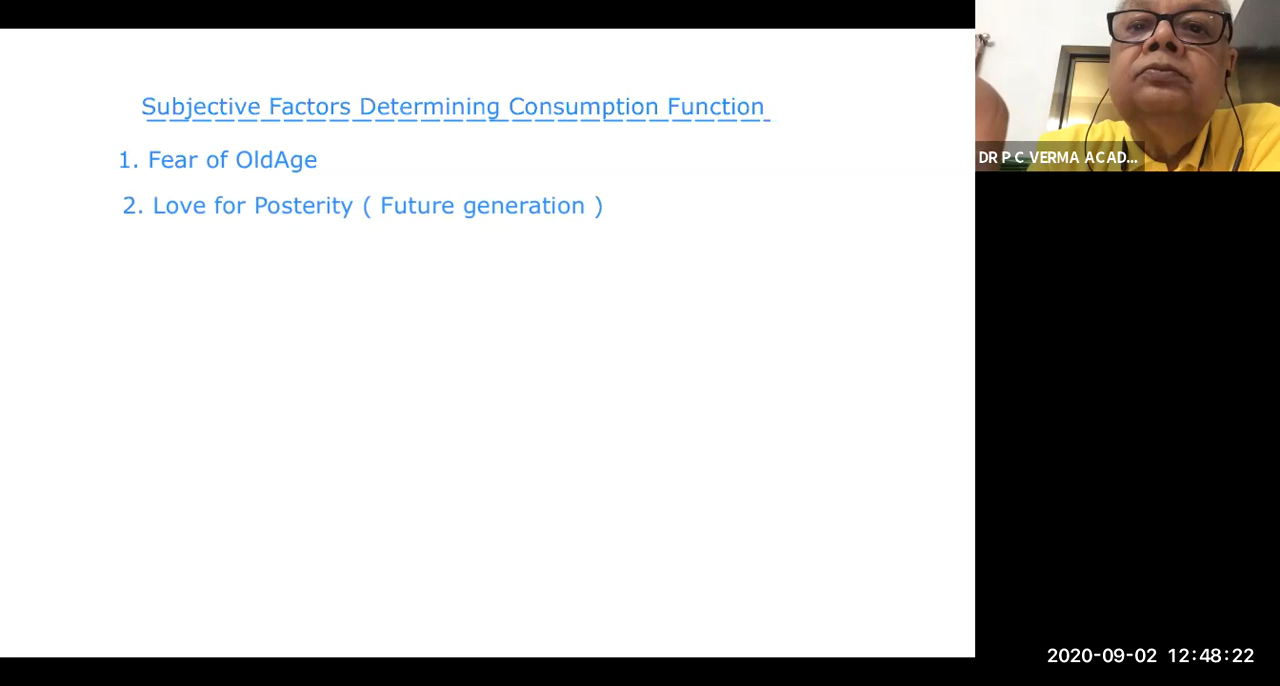 Subjective Factors Determining Consumption Function
1. Fear of OldAge
2. Love for Posterity ( Future generation )
DR P C VERMA ACAD...
2020-09-02 12:48:22